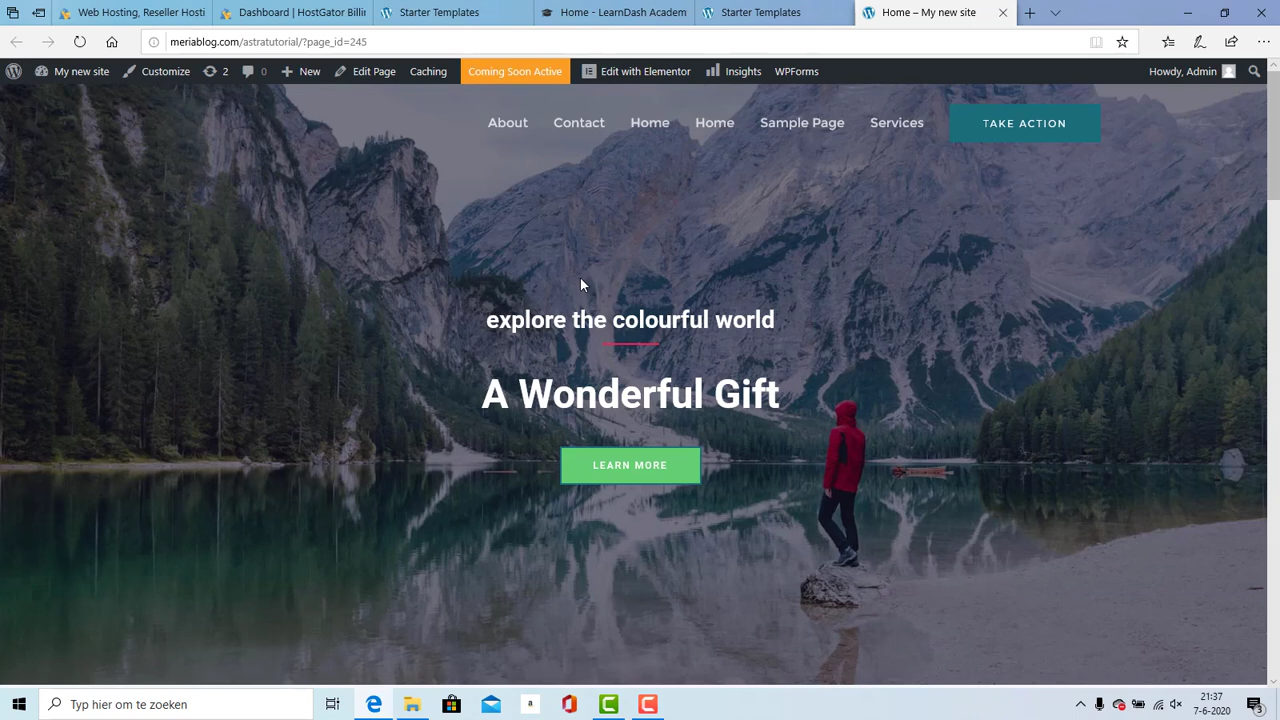 Web Hosting, Reseller Hosti
Dashboard | HostGator Billi
Starter Templates
Home - Dendem Academ
Starter Templates
Home – My new site
meriablog.com/astratutorial/?page_id=245
My new site
Customize
2
0
New
Edit Page
Caching
Coming Soon Active
Edit with Elementor
Insights
WPForms
Howdy, Admin
About
Contact
Home
Home
Sample Page
Services
TAKE ACTION
explore the colourful world
A Wonderful Gift
LEARN MORE
Typ hier om te zoeken
a
21:37
7-6-2020
3